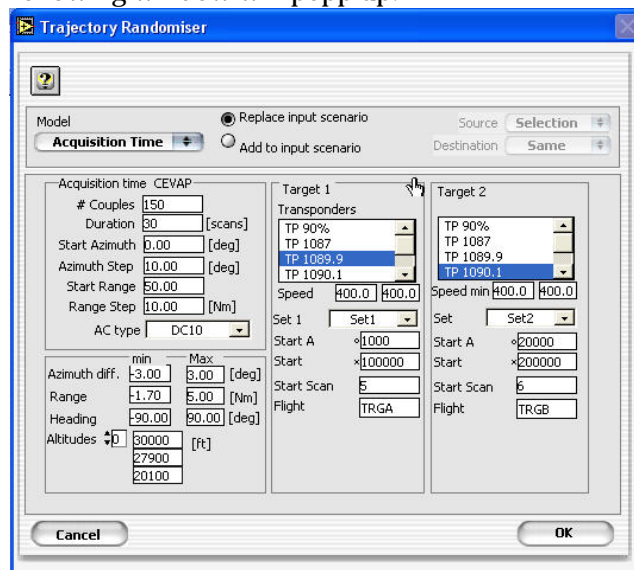 Trajectory Randomiser
?
Model
Acquisition Time
Replace input scenario
Add to input scenario
Source Selection
Destination Same
Acquisition time CEVAP
# Couples 150
Duration 30 [scans]
Start Azimuth 0.00 [deg]
Azimuth Step 10.00 [deg]
Start Range 50.00
Range Step 10.00 [Nm]
AC type DC10
min Max
Azimuth diff. -3.00 3.00 [deg]
Range -1.70 5.00 [Nm]
Heading -90.00 90.00 [deg]
Altitudes 0 30000 [ft]
27900
20100
Target 1
Transponders
TP 90%
TP 1087
TP 1089.9
TP 1090.1
Speed 400.0 400.0
Set 1 Set1
Start A o1000
Start x100000
Start Scan 5
Flight TRGA
Target 2
TP 90%
TP 1087
TP 1089.9
TP 1090.1
Speed min 400.0 400.0
Set Set2
Start A o20000
Start x200000
Start Scan 6
Flight TRGB
Cancel
OK